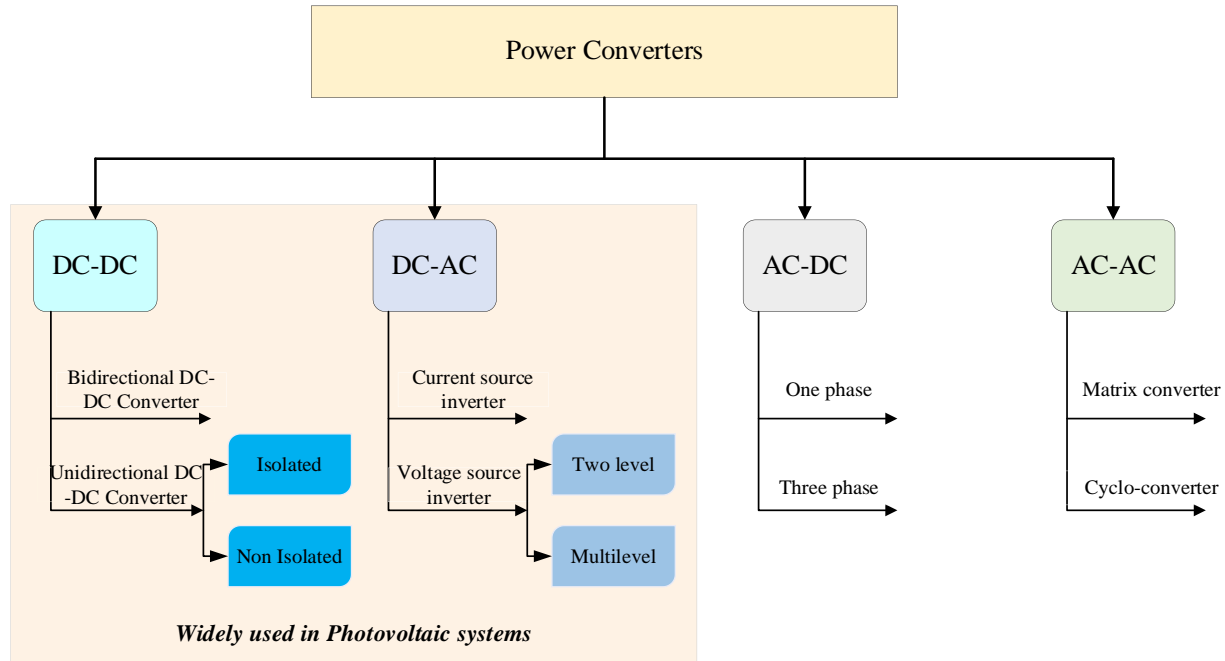 Power Converters
DC-DC
DC-AC
AC-DC
AC-AC
Bidirectional DC-
DC Converter
Unidirectional DC
-DC Converter
Isolated
Non Isolated
Current source
inverter
Voltage source
inverter
Two level
Multilevel
One phase
Three phase
Matrix converter
Cyclo-converter
Widely used in Photovoltaic systems